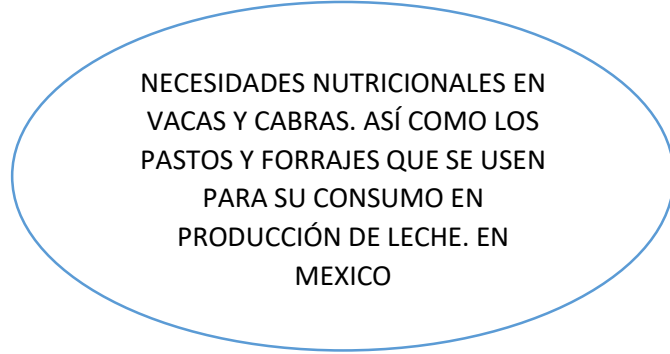 NECESIDADES NUTRICIONALES EN
VACAS Y CABRAS. ASÍ COMO LOS
PASTOS Y FORRAJES QUE SE USEN
PARA SU CONSUMO EN
PRODUCCIÓN DE LECHE. EN
MEXICO